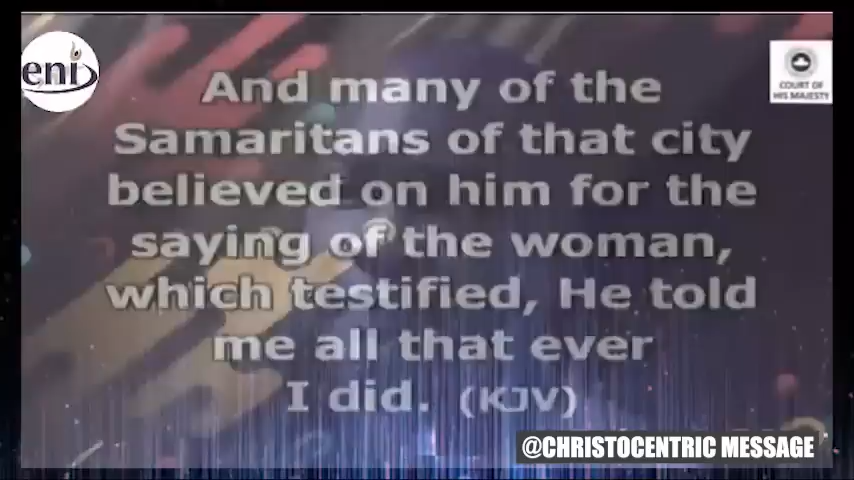 eni
COURT OF
HIS MAJESTY
And many of the
Samaritans of that city
believed on him for the
saying of the woman,
which testified, He told
me all that ever
I did. (KJV)
@CHRISTOCENTRIC MESSAGE